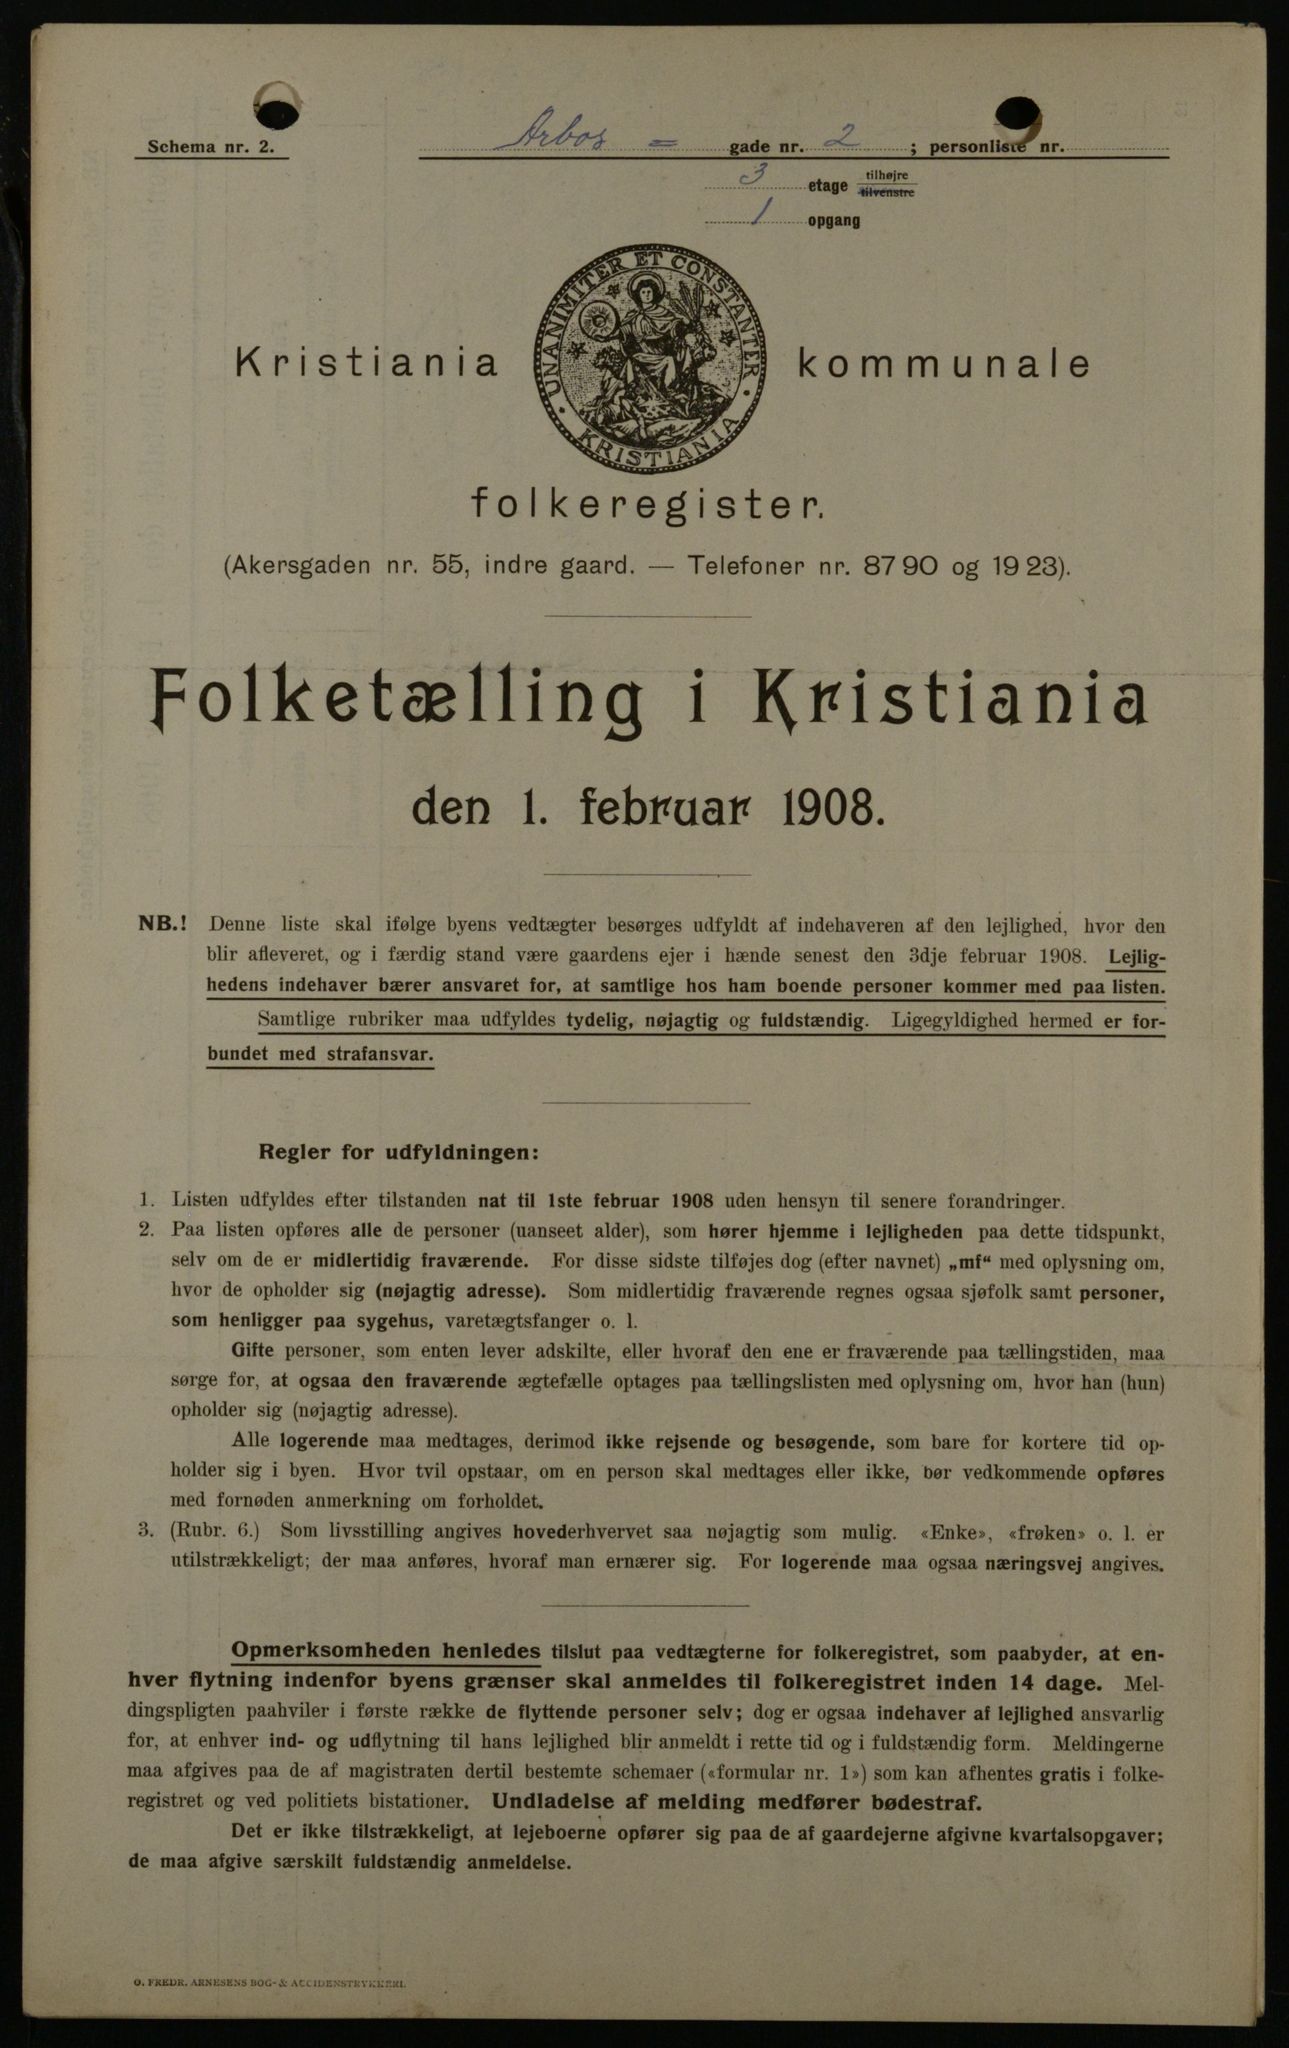 Schema nr. 2.
Arbos = gade nr. 2 ; personliste nr.
3 etage tilhøjre
tilvenstre
1 opgang
UNANIMITER ET CONSTANTER
KRISTIANIA
Kristiania kommunale
folkeregister.
(Akersgaden nr. 55, indre gaard. — Telefoner nr. 87 90 og 19 23).
Folketælling i Kristiania
den 1. februar 1908.
NB.! Denne liste skal ifølge byens vedtægter besørges udfyldt af indehaveren af den lejlighed, hvor den
blir afleveret, og i færdig stand være gaardens ejer i hænde senest den 3dje februar 1908. Lejlig-
hedens indehaver bærer ansvaret for, at samtlige hos ham boende personer kommer med paa listen.
Samtlige rubriker maa udfyldes tydelig, nøjagtig og fuldstændig. Ligegyldighed hermed er for-
bundet med strafansvar.
Regler for udfyldningen:
1. Listen udfyldes efter tilstanden nat til 1ste februar 1908 uden hensyn til senere forandringer.
2. Paa listen opføres alle de personer (uanseet alder), som hører hjemme i lejligheden paa dette tidspunkt,
selv om de er midlertidig fraværende. For disse sidste tilføjes dog (efter navnet) „mf“ med oplysning om,
hvor de opholder sig (nøjagtig adresse). Som midlertidig fraværende regnes ogsaa sjøfolk samt personer,
som henligger paa sygehus, varetægtsfanger o. l.
Gifte personer, som enten lever adskilte, eller hvoraf den ene er fraværende paa tællingstiden, maa
sørge for, at ogsaa den fraværende ægtefælle optages paa tællingslisten med oplysning om, hvor han (hun)
opholder sig (nøjagtig adresse).
Alle logerende maa medtages, derimod ikke rejsende og besøgende, som bare for kortere tid op-
holder sig i byen. Hvor tvil opstaar, om en person skal medtages eller ikke, bør vedkommende opføres
med fornøden anmerkning om forholdet.
3. (Rubr. 6.) Som livsstilling angives hovederhvervet saa nøjagtig som mulig. «Enke», «frøken» o. l. er
utilstrækkeligt; der maa anføres, hvoraf man ernærer sig. For logerende maa ogsaa næringsvej angives.
Opmerksomheden henledes tilslut paa vedtægterne for folkeregistret, som paabyder, at en-
hver flytning indenfor byens grænser skal anmeldes til folkeregistret inden 14 dage. Mel-
dingspligten paahviler i første række de flyttende personer selv; dog er ogsaa indehaver af lejlighed ansvarlig
for, at enhver ind- og udflytning til hans lejlighed blir anmeldt i rette tid og i fuldstændig form. Meldingerne
maa afgives paa de af magistraten dertil bestemte schemaer («formular nr. 1») som kan afhentes gratis i folke-
registret og ved politiets bistationer. Undladelse af melding medfører bødestraf.
Det er ikke tilstrækkeligt, at lejeboerne opfører sig paa de af gaardejerne afgivne kvartalsopgaver;
de maa afgive særskilt fuldstændig anmeldelse.
O. FREDR. ARNESENS BOG- & ACCIDENSTRYKKERI.